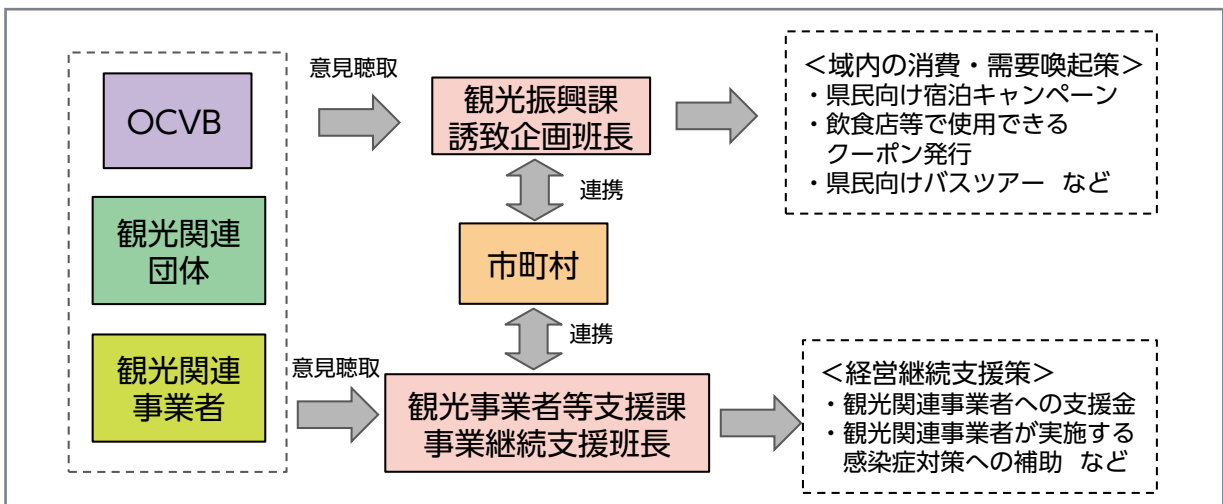 OCVB
観光関連
団体
観光関連
事業者
意見聴取
意見聴取
観光振興課
誘致企画班長
連携
市町村
連携
観光事業者等支援課
事業継続支援班長
＜域内の消費・需要喚起策＞
・県民向け宿泊キャンペーン
・飲食店等で使用できる
クーポン発行
・県民向けバスツアー など
＜経営継続支援策＞
・観光関連事業者への支援金
・観光関連事業者が実施する
感染症対策への補助 など